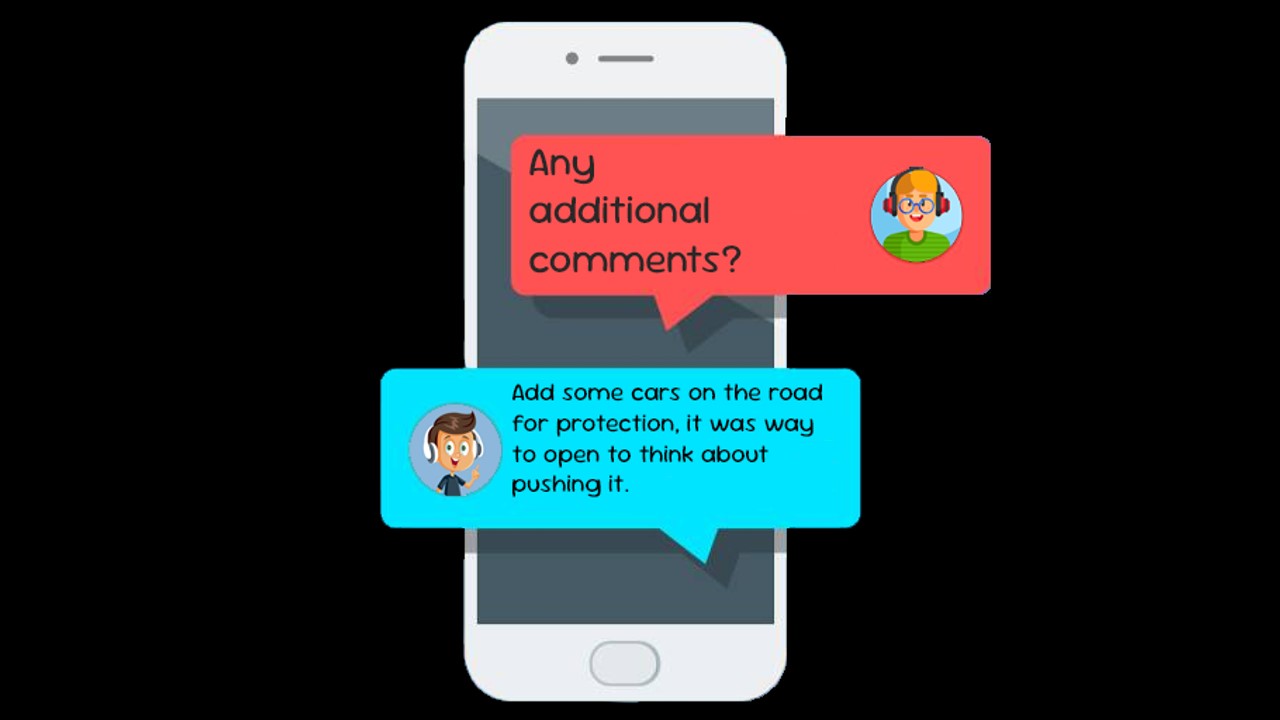 Any
additional
comments?
Add some cars on the road
for protection, it was way
to open to think about
pushing it.